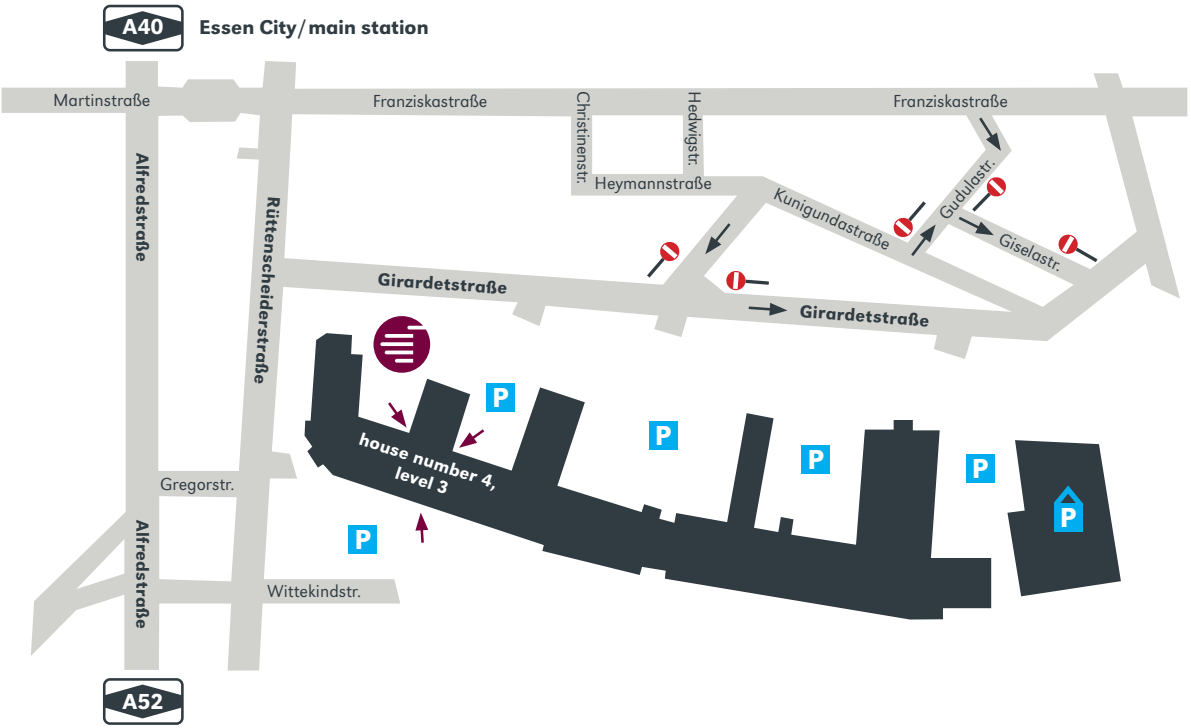 A40
Essen City/main station
Martinstraße
Franziskastraße
Franziskastraße
Christinenstr.
Hedwigstr.
Heymannstraße
Alfredstraße
Rüttenscheiderstraße
Kunigundastraße
Gudulastr.
Giselastr.
Girardetstraße
Girardetstraße
P
P
P
P
P
P
house number 4,
level 3
Gregorstr.
Alfredstraße
Wittekindstr.
A52